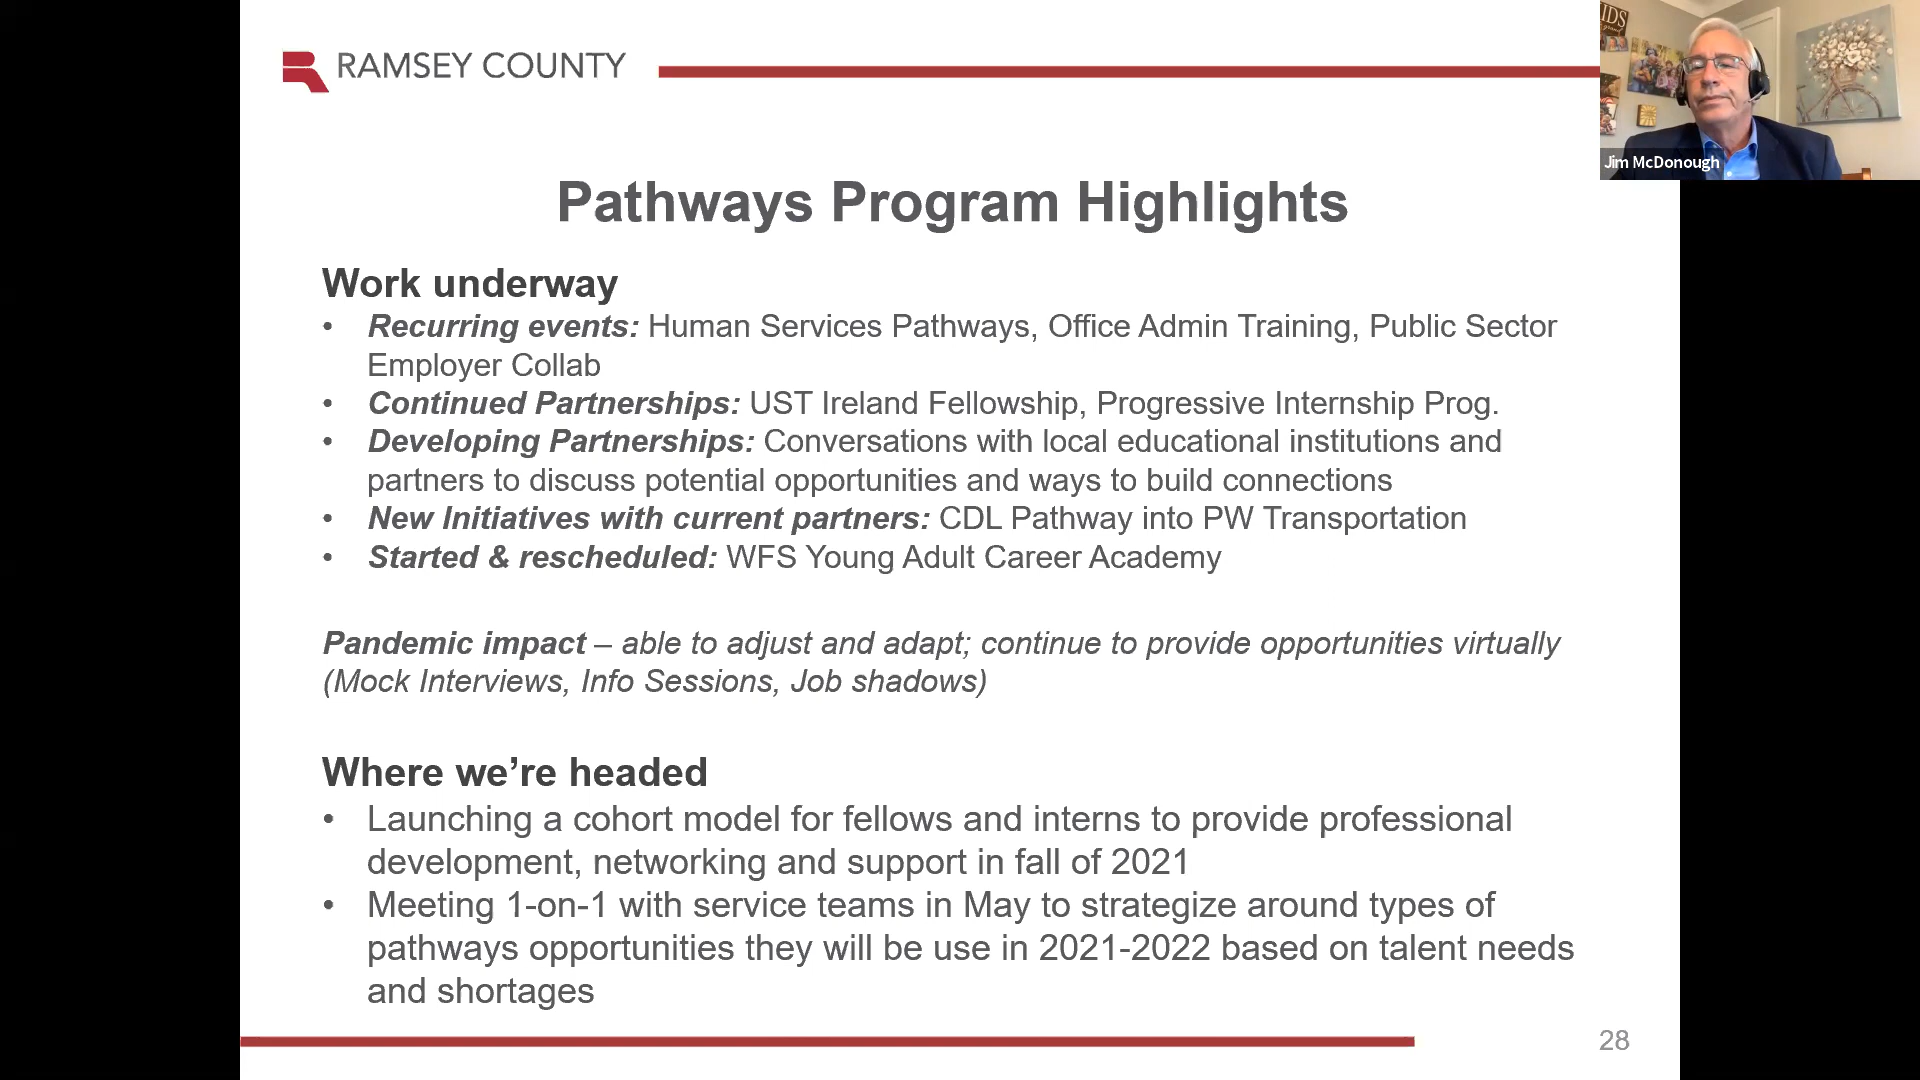 RAMSEY COUNTY
IDS
Jim McDonough
Pathways Program Highlights
Work underway
• Recurring events: Human Services Pathways, Office Admin Training, Public Sector
Employer Collab
• Continued Partnerships: UST Ireland Fellowship, Progressive Internship Prog.
• Developing Partnerships: Conversations with local educational institutions and
partners to discuss potential opportunities and ways to build connections
• New Initiatives with current partners: CDL Pathway into PW Transportation
• Started & rescheduled: WFS Young Adult Career Academy
Pandemic impact – able to adjust and adapt; continue to provide opportunities virtually
(Mock Interviews, Info Sessions, Job shadows)
Where we’re headed
• Launching a cohort model for fellows and interns to provide professional
development, networking and support in fall of 2021
• Meeting 1-on-1 with service teams in May to strategize around types of
pathways opportunities they will be use in 2021-2022 based on talent needs
and shortages
28